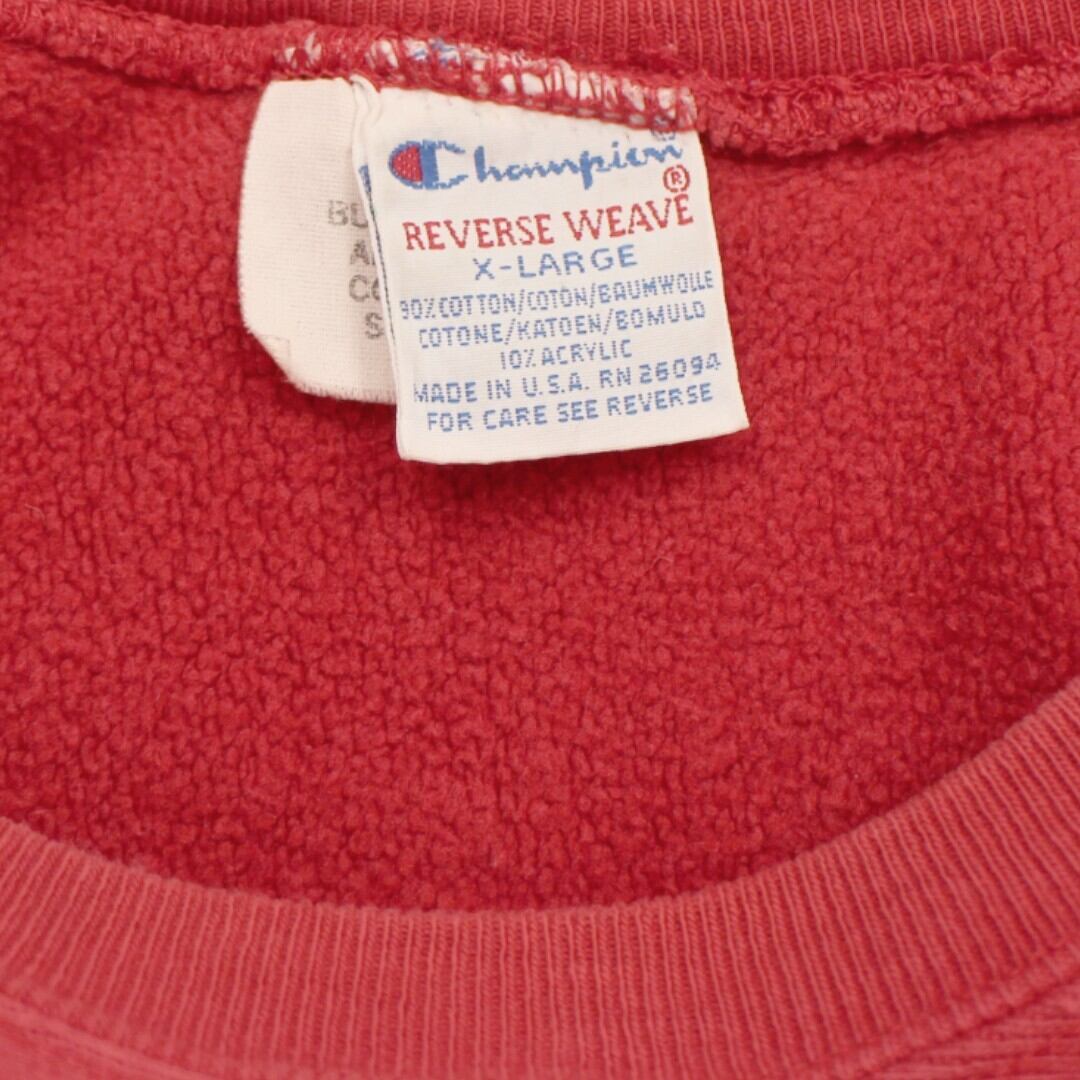 Champion
®
REVERSE WEAVE
X-LARGE
90% COTTON/COTON/BAUMWOLLE
COTONE/KATOEN/BOMULD
10% ACRYLIC
MADE IN U.S.A. RN 26094
FOR CARE SEE REVERSE